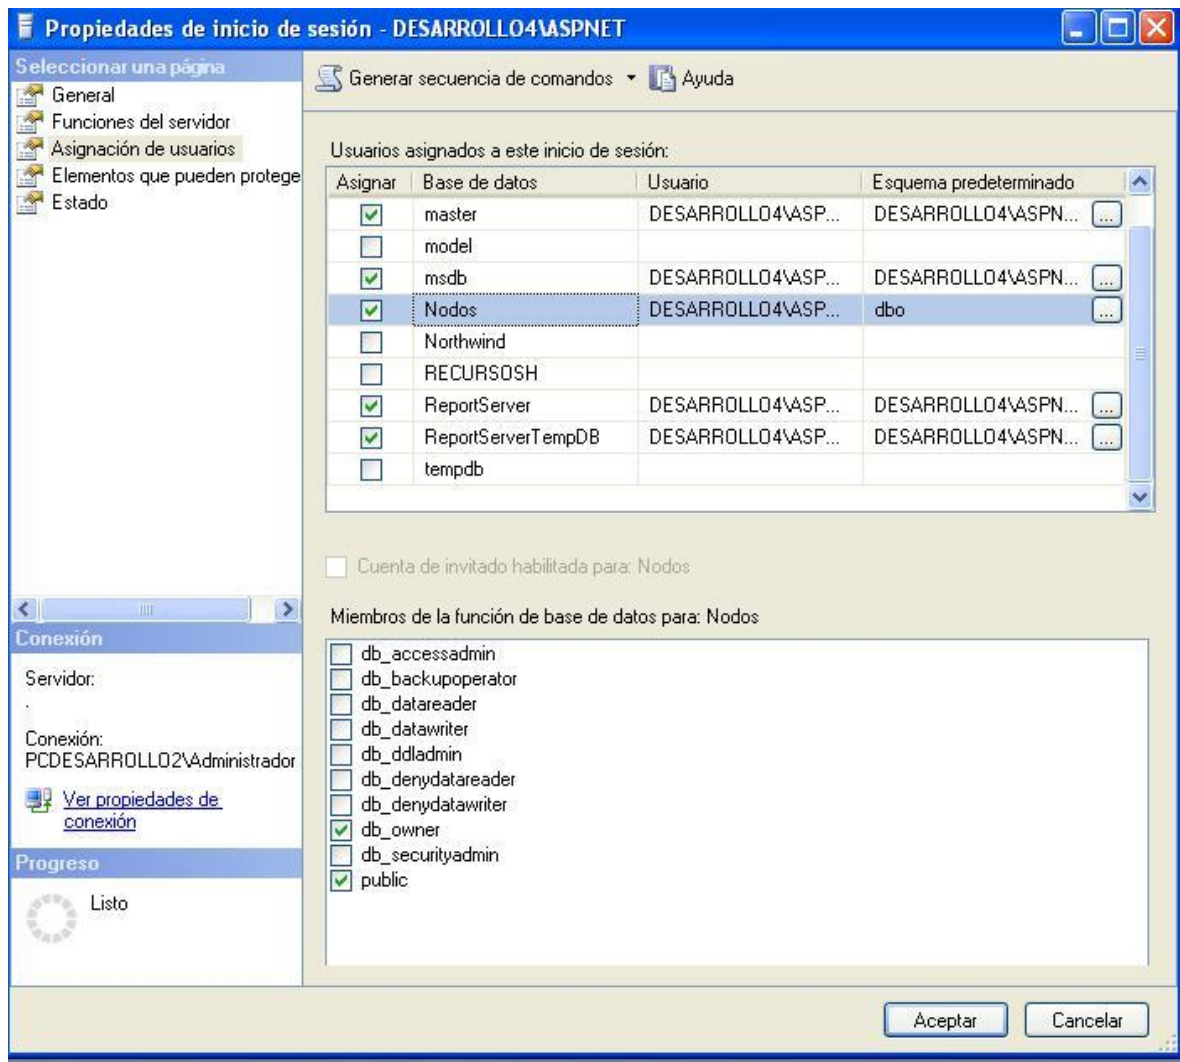 Propiedades de inicio de sesión - DESARROLLO4\ASPNET
Seleccionar una página
General
Funciones del servidor
Asignación de usuarios
Elementos que pueden protege
Estado
Generar secuencia de comandos
Ayuda
Usuarios asignados a este inicio de sesión:
Asignar Base de datos Usuario Esquema predeterminado
master DESARROLLO4\ASP... DESARROLLO4\ASPN... ...
model
msdb DESARROLLO4\ASP... DESARROLLO4\ASPN... ...
Nodos DESARROLLO4\ASP... dbo ...
Northwind
RECURSOSH
ReportServer DESARROLLO4\ASP... DESARROLLO4\ASPN... ...
ReportServerTempDB DESARROLLO4\ASP... DESARROLLO4\ASPN... ...
tempdb
Cuenta de invitado habilitada para: Nodos
Miembros de la función de base de datos para: Nodos
db_accessadmin
db_backupoperator
db_datareader
db_datawriter
db_ddladmin
db_denydatareader
db_denydatawriter
db_owner
db_securityadmin
public
Conexión
Servidor:
.
Conexión:
PCDESARROLLO2\Administrador
Ver propiedades de
conexión
Progreso
Listo
Aceptar
Cancelar